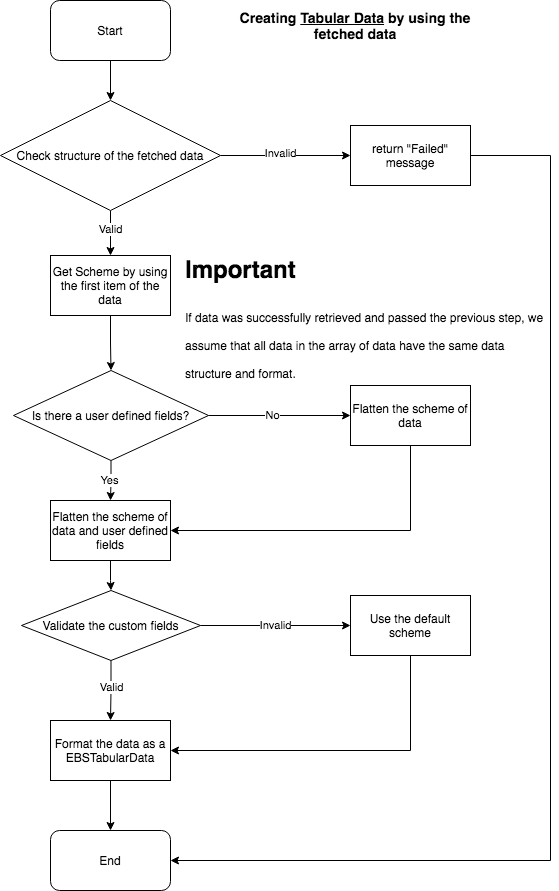 Start
Creating Tabular Data by using the
fetched data
Check structure of the fetched data
Invalid
return "Failed"
message
Valid
Get Scheme by using
the first item of the
data
Important
If data was successfully retrieved and passed the previous step, we
assume that all data in the array of data have the same data
structure and format.
Is there a user defined fields?
No
Flatten the scheme of
data
Yes
Flatten the scheme of
data and user defined
fields
Validate the custom fields
Invalid
Use the default
scheme
Valid
Format the data as a
EBSTabularData
End